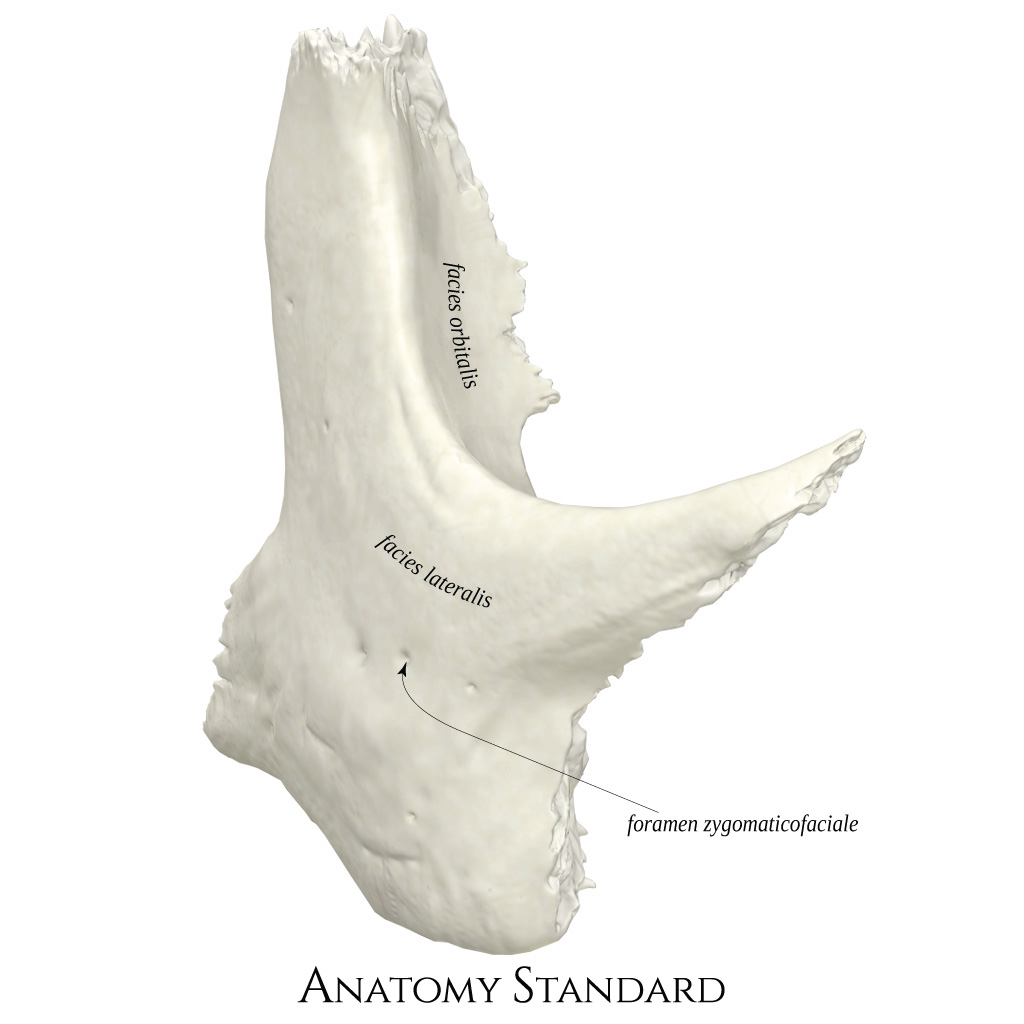 facies orbitalis
facies lateralis
foramen zygomaticofaciale
ANATOMY STANDARD